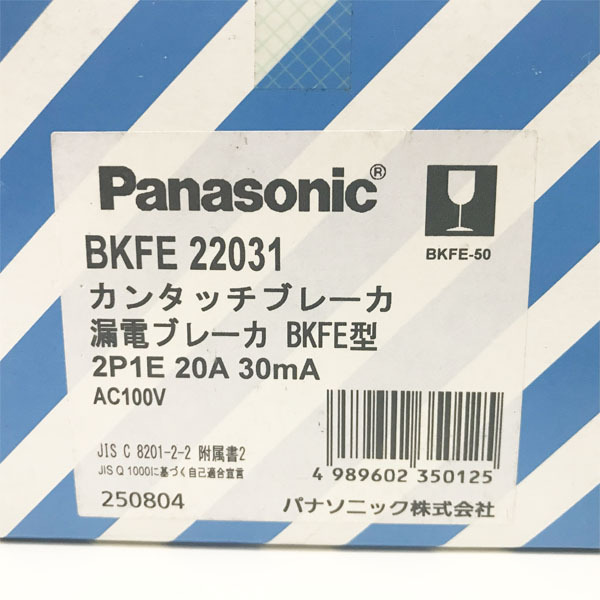 Panasonic®
BKFE-50
BKFE 22031
カンタッチブレーカ
漏電ブレーカ BKFE型
2P1E 20A 30mA
AC100V
JIS C 8201-2-2 附属書2
JIS Q 1000に基づく自己適合宣言
250804
4 989602 350125
パナソニック株式会社